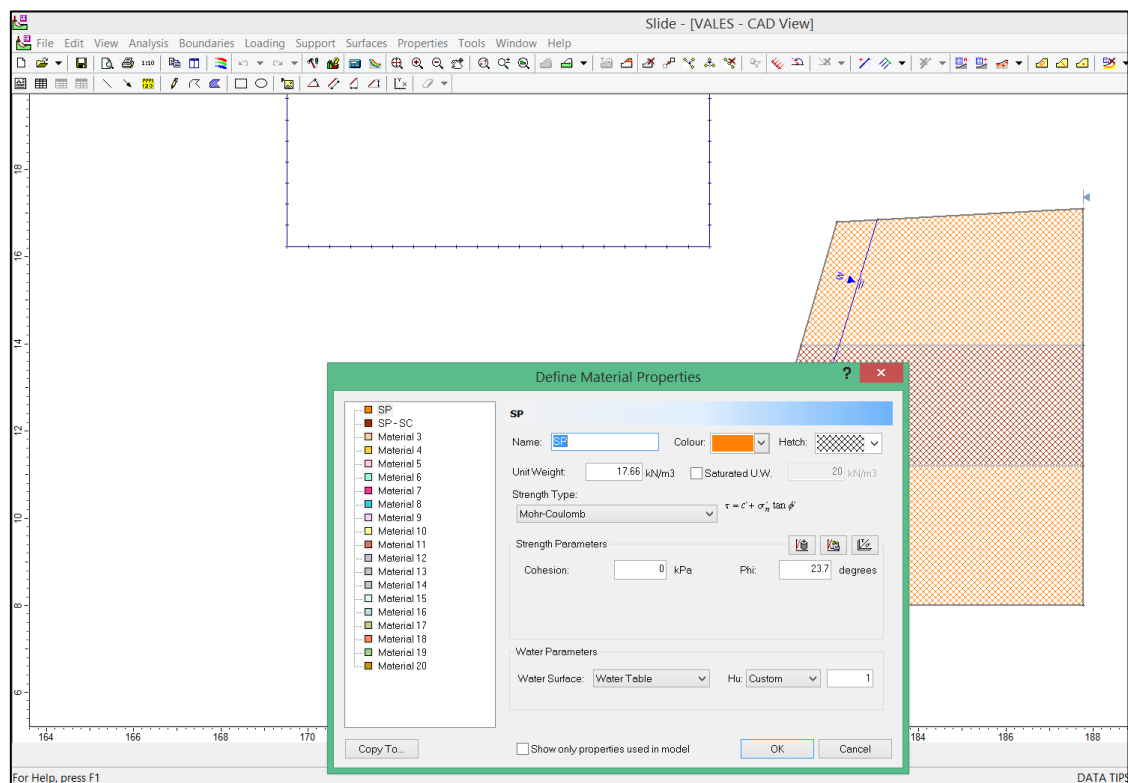 Slide - [VALES - CAD View]
File Edit View Analysis Boundaries Loading Support Surfaces Properties Tools Window Help
1:10
18
16
14
12
10
8
6
W
164 166 168 170 184 186 188
Define Material Properties ?
SP
SP - SC
Material 3
Material 4
Material 5
Material 6
Material 7
Material 8
Material 9
Material 10
Material 11
Material 12
Material 13
Material 14
Material 15
Material 16
Material 17
Material 18
Material 19
Material 20
SP
Name: SP Colour: Hatch:
Unit Weight: 17.66 kN/m3 Saturated U.W. 20 kN/m3
Strength Type:
Mohr-Coulomb τ = c' + σ'n tan ϕ'
Strength Parameters
Cohesion: 0 kPa Phi: 23.7 degrees
Water Parameters
Water Surface: Water Table Hu: Custom 1
Copy To... Show only properties used in model OK Cancel
For Help, press F1 DATA TIPS